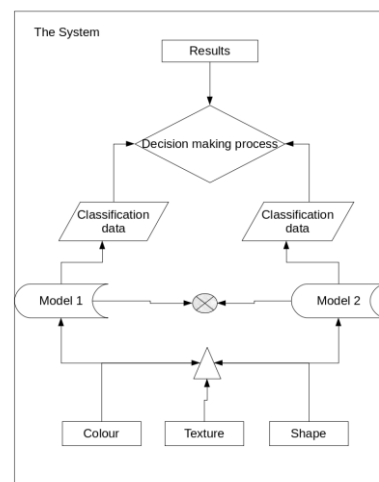 The System
Results
Decision making process
Classification
data
Classification
data
Model 1
Model 2
Colour
Texture
Shape